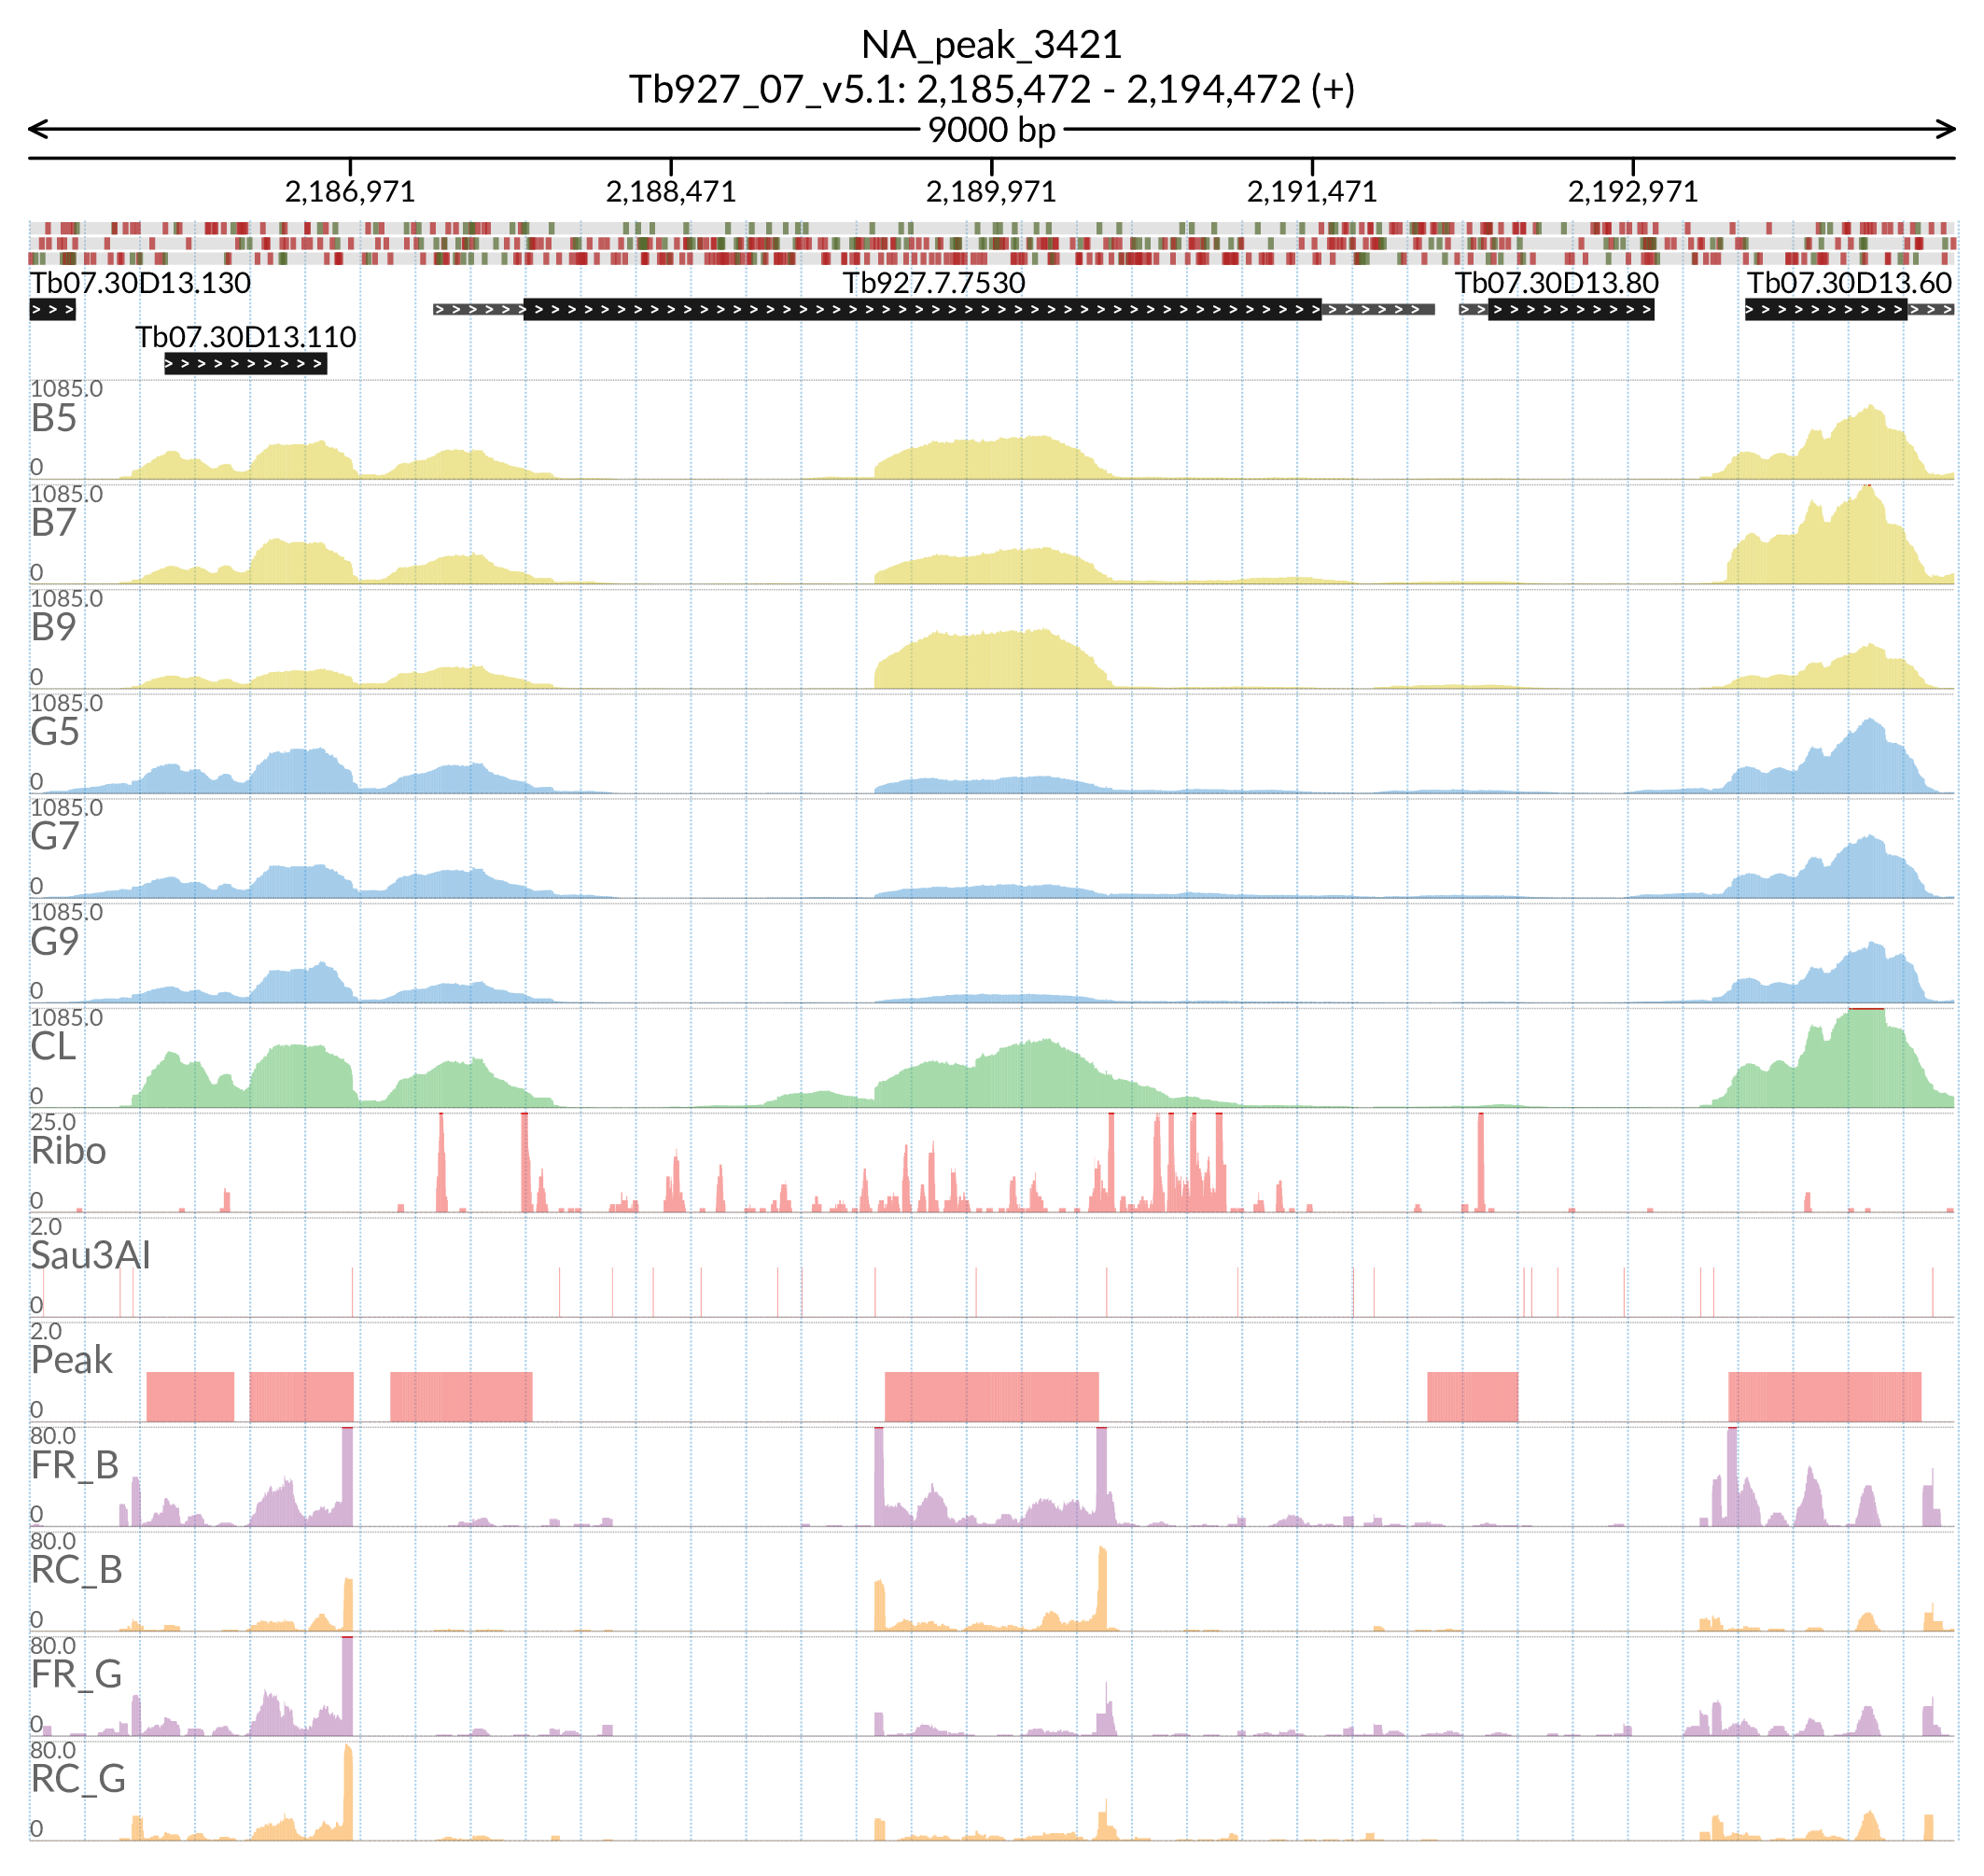 NA_peak_3421
Tb927_07_v5.1: 2,185,472 - 2,194,472 (+)
9000 bp
2,186,971 2,188,471 2,189,971 2,191,471 2,192,971
Tb07.30D13.130 Tb927.7.7530 Tb07.30D13.80 Tb07.30D13.60
Tb07.30D13.110
1085.0
B5
0
1085.0
B7
0
1085.0
B9
0
1085.0
G5
0
1085.0
G7
0
1085.0
G9
0
1085.0
CL
0
25.0
Ribo
0
2.0
Sau3AI
0
2.0
Peak
0
80.0
FR_B
0
80.0
RC_B
0
80.0
FR_G
0
80.0
RC_G
0